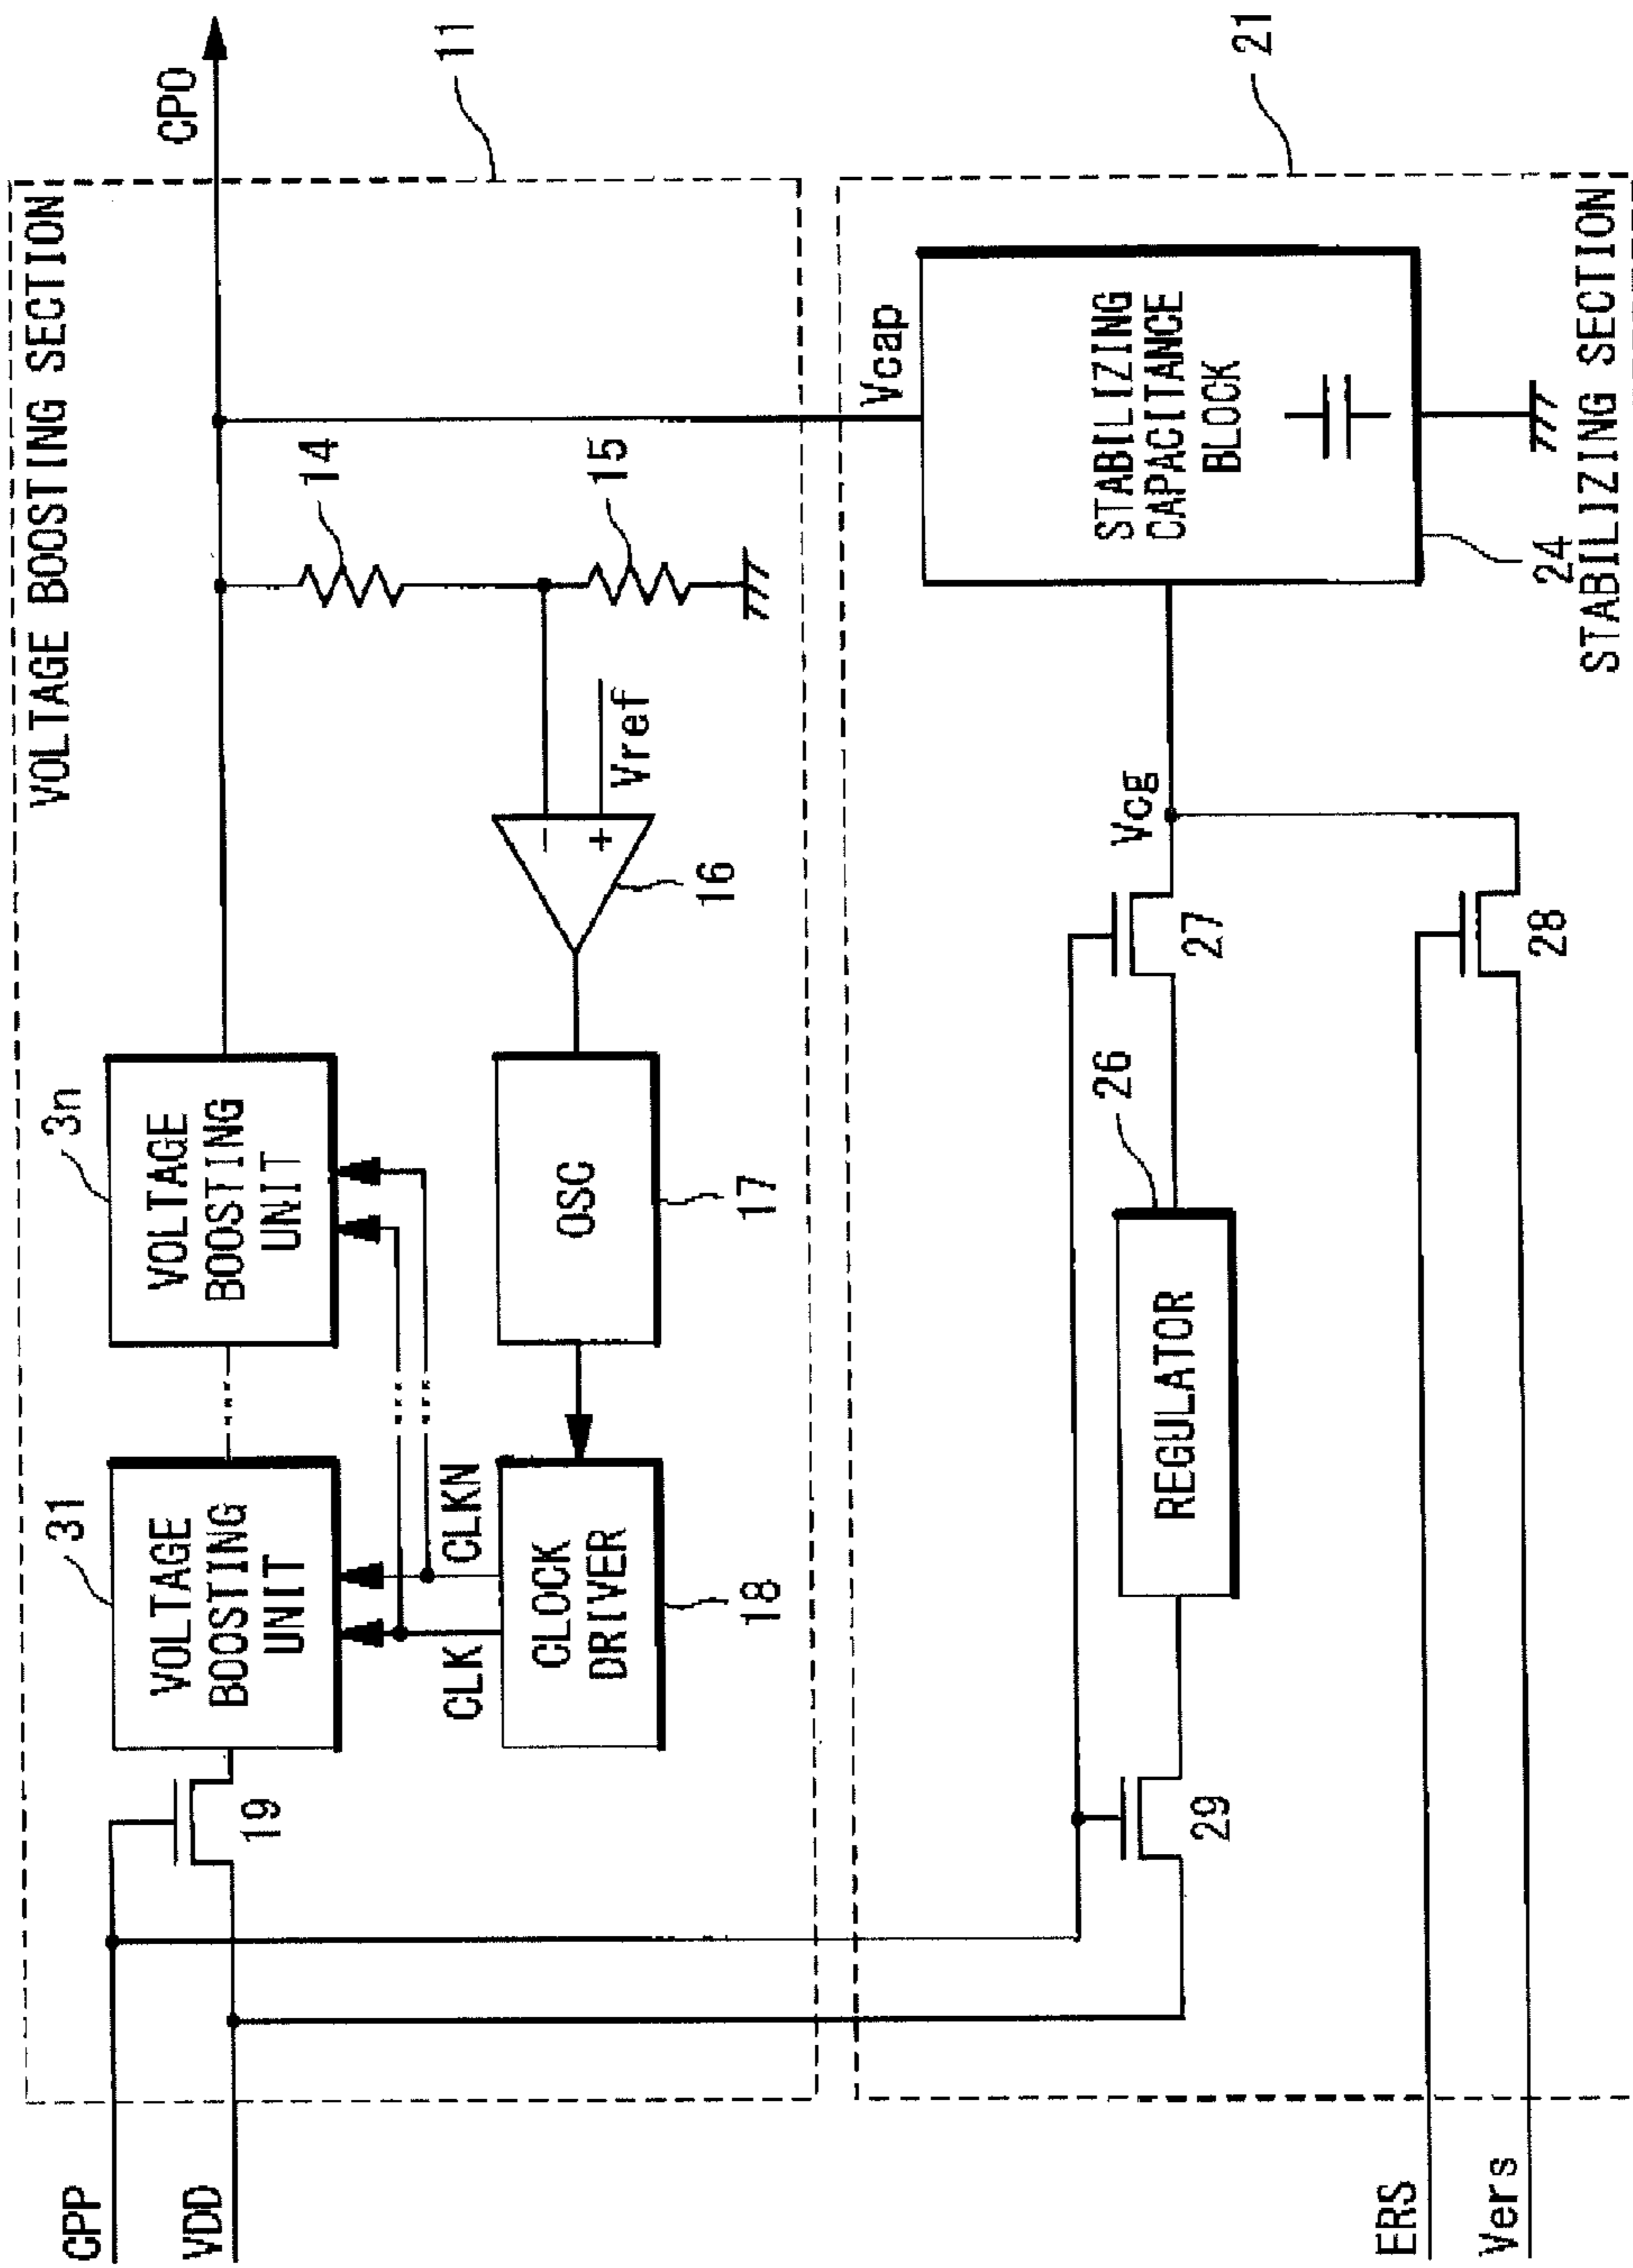 CPP
VDD
VOLTAGE BOOSTING SECTION
CPO
11
31
VOLTAGE
BOOSTING
UNIT
3n
VOLTAGE
BOOSTING
UNIT
19
CLK
CLKN
14
15
Vref
−
+
16
OSC
17
CLOCK
DRIVER
18
21
Vcap
STABILIZING
CAPACITANCE
BLOCK
24
STABILIZING SECTION
Vcg
27
26
REGULATOR
29
28
ERS
Vers